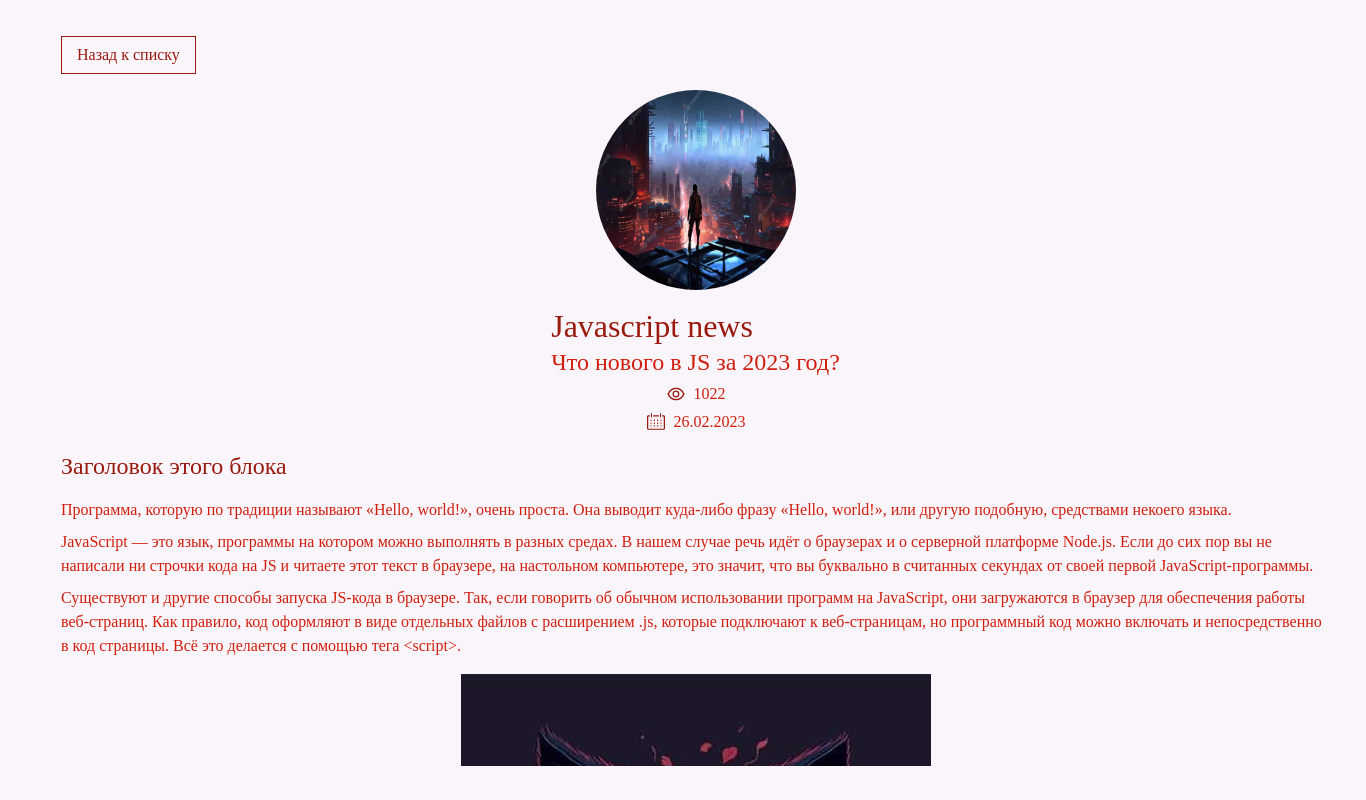 Назад к списку
Javascript news
Что нового в JS за 2023 год?
1022
26.02.2023
Заголовок этого блока
Программа, которую по традиции называют «Hello, world!», очень проста. Она выводит куда-либо фразу «Hello, world!», или другую подобную, средствами некоего языка.
JavaScript — это язык, программы на котором можно выполнять в разных средах. В нашем случае речь идёт о браузерах и о серверной платформе Node.js. Если до сих пор вы не
написали ни строчки кода на JS и читаете этот текст в браузере, на настольном компьютере, это значит, что вы буквально в считанных секундах от своей первой JavaScript-программы.
Существуют и другие способы запуска JS-кода в браузере. Так, если говорить об обычном использовании программ на JavaScript, они загружаются в браузер для обеспечения работы
веб-страниц. Как правило, код оформляют в виде отдельных файлов с расширением .js, которые подключают к веб-страницам, но программный код можно включать и непосредственно
в код страницы. Всё это делается с помощью тега <script>.